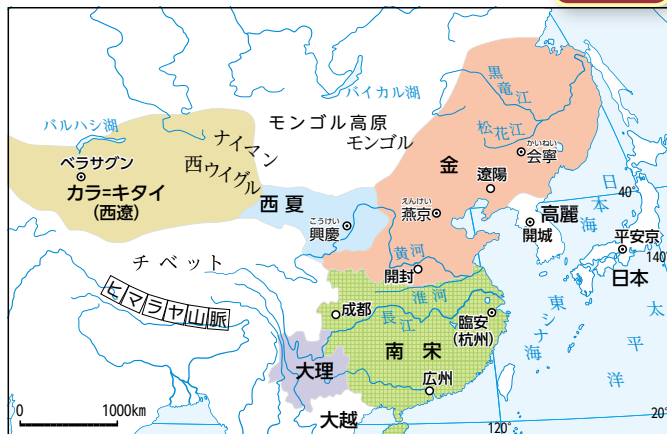 黒竜江
バイカル湖
モンゴル高原
モンゴル
松花江
かいねい
会寧
バルハシ湖
ナイマン
西ウイグル
ベラサグン
カラ=キタイ
(西遼)
金
遼陽
日本海
40°
西夏
こうけい
興慶
えんけい
燕京
高麗
開城
平安京
140°
日本
チベット
黄河
開封
ヒマラヤ山脈
成都
淮河
長江
臨安
(杭州)
東シナ海
太平洋
南宋
大理
広州
大越
0
1000km
120°
20°